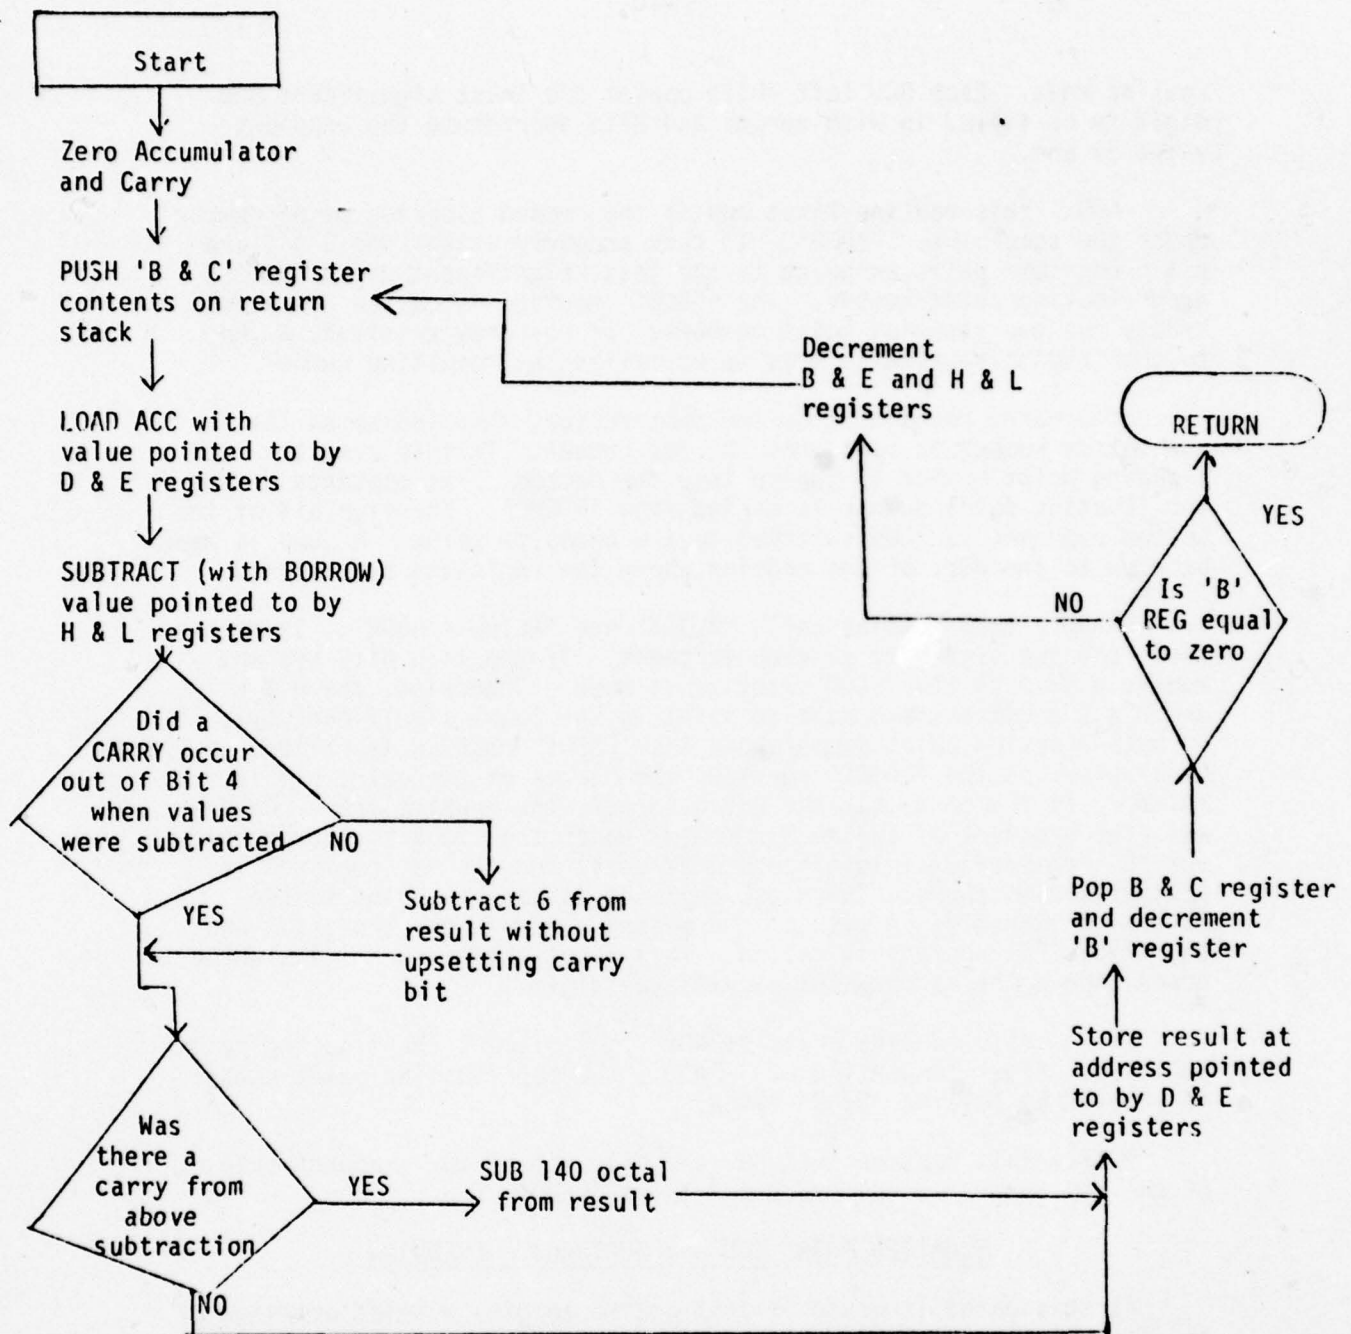 Start
Zero Accumulator
and Carry
PUSH 'B & C' register
contents on return
stack
LOAD ACC with
value pointed to by
D & E registers
SUBTRACT (with BORROW)
value pointed to by
H & L registers
Did a
CARRY occur
out of Bit 4
when values
were subtracted
NO
YES
Subtract 6 from
result without
upsetting carry
bit
Was
there a
carry from
above
subtraction
YES
NO
SUB 140 octal
from result
Store result at
address pointed
to by D & E
registers
Pop B & C register
and decrement
'B' register
Is 'B'
REG equal
to zero
NO
YES
Decrement
B & E and H & L
registers
RETURN